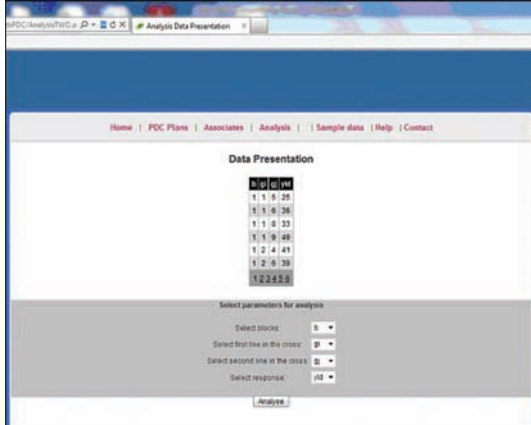 nsPDC/AnalysisTWO.a
Analysis Data Presentation
Home | PDC Plans | Associates | Analysis | | Sample data | Help | Contact
Data Presentation
b gi gj yld
1 1 5 25
1 1 6 36
1 1 8 33
1 1 9 49
1 2 4 41
1 2 6 39
1 2 3 4 5 6
Select parameters for analysis
Select blocks: b
Select first line in the cross: gi
Select second line in the cross: gj
Select response: yld
Analyse